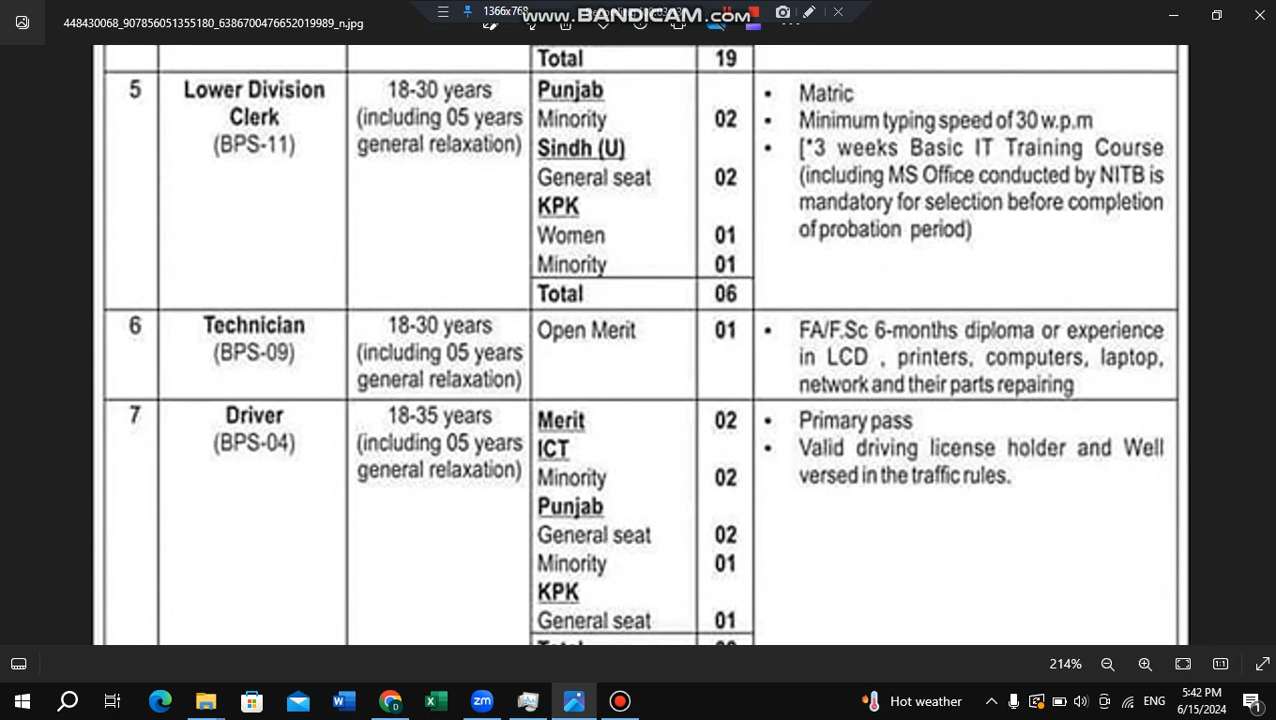 448430068_907856051355180_6386700476652019989_n.jpg
1366x768
www.BANDICAM.com
Total 19
5 Lower Division Clerk (BPS-11)
18-30 years
(including 05 years
general relaxation)
Punjab
Minority 02
Sindh (U)
General seat 02
KPK
Women 01
Minority 01
Total 06
• Matric
• Minimum typing speed of 30 w.p.m
• [*3 weeks Basic IT Training Course
(including MS Office conducted by NITB is
mandatory for selection before completion
of probation period)
6 Technician
(BPS-09)
18-30 years
(including 05 years
general relaxation)
Open Merit 01
• FA/F.Sc 6-months diploma or experience
in LCD , printers, computers, laptop,
network and their parts repairing
7 Driver
(BPS-04)
18-35 years
(including 05 years
general relaxation)
Merit 02
ICT
Minority 02
Punjab
General seat 02
Minority 01
KPK
General seat 01
• Primary pass
• Valid driving license holder and Well
versed in the traffic rules.
214%
Hot weather
ENG
5:42 PM
6/15/2024